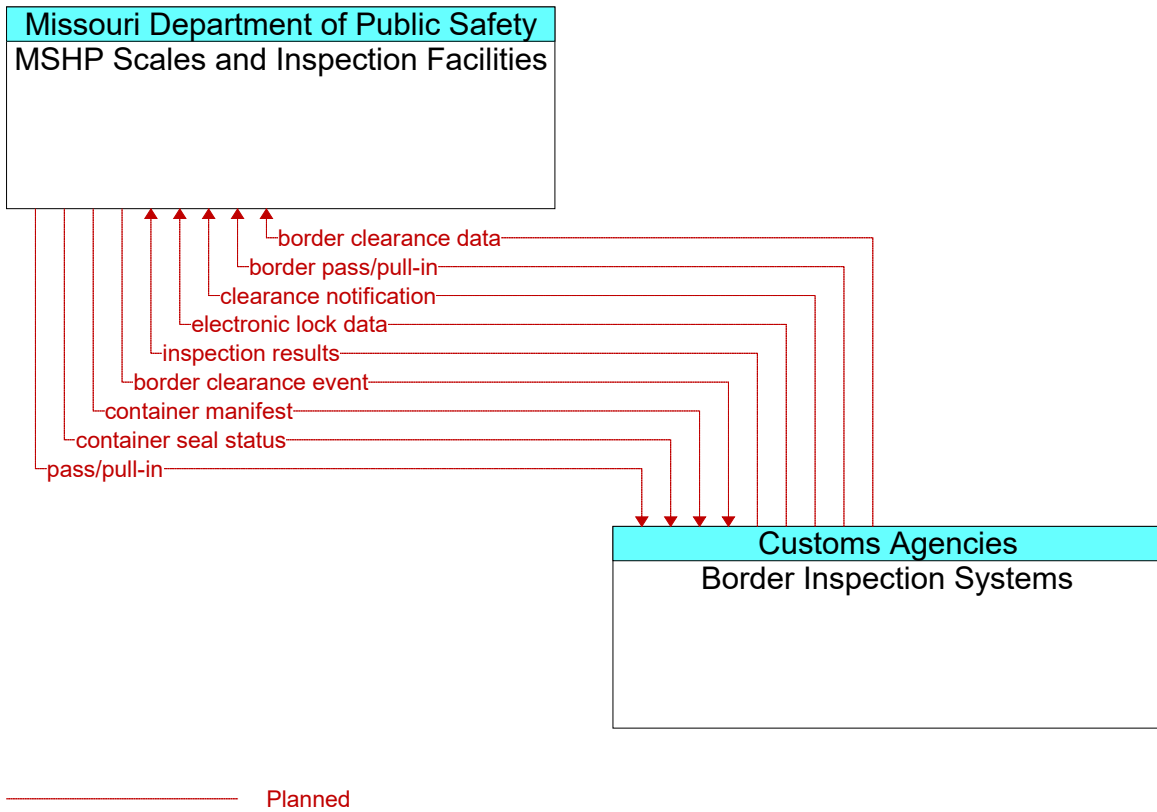 Missouri Department of Public Safety
MSHP Scales and Inspection Facilities
border clearance data
border pass/pull-in
clearance notification
electronic lock data
inspection results
border clearance event
container manifest
container seal status
pass/pull-in
Customs Agencies
Border Inspection Systems
Planned